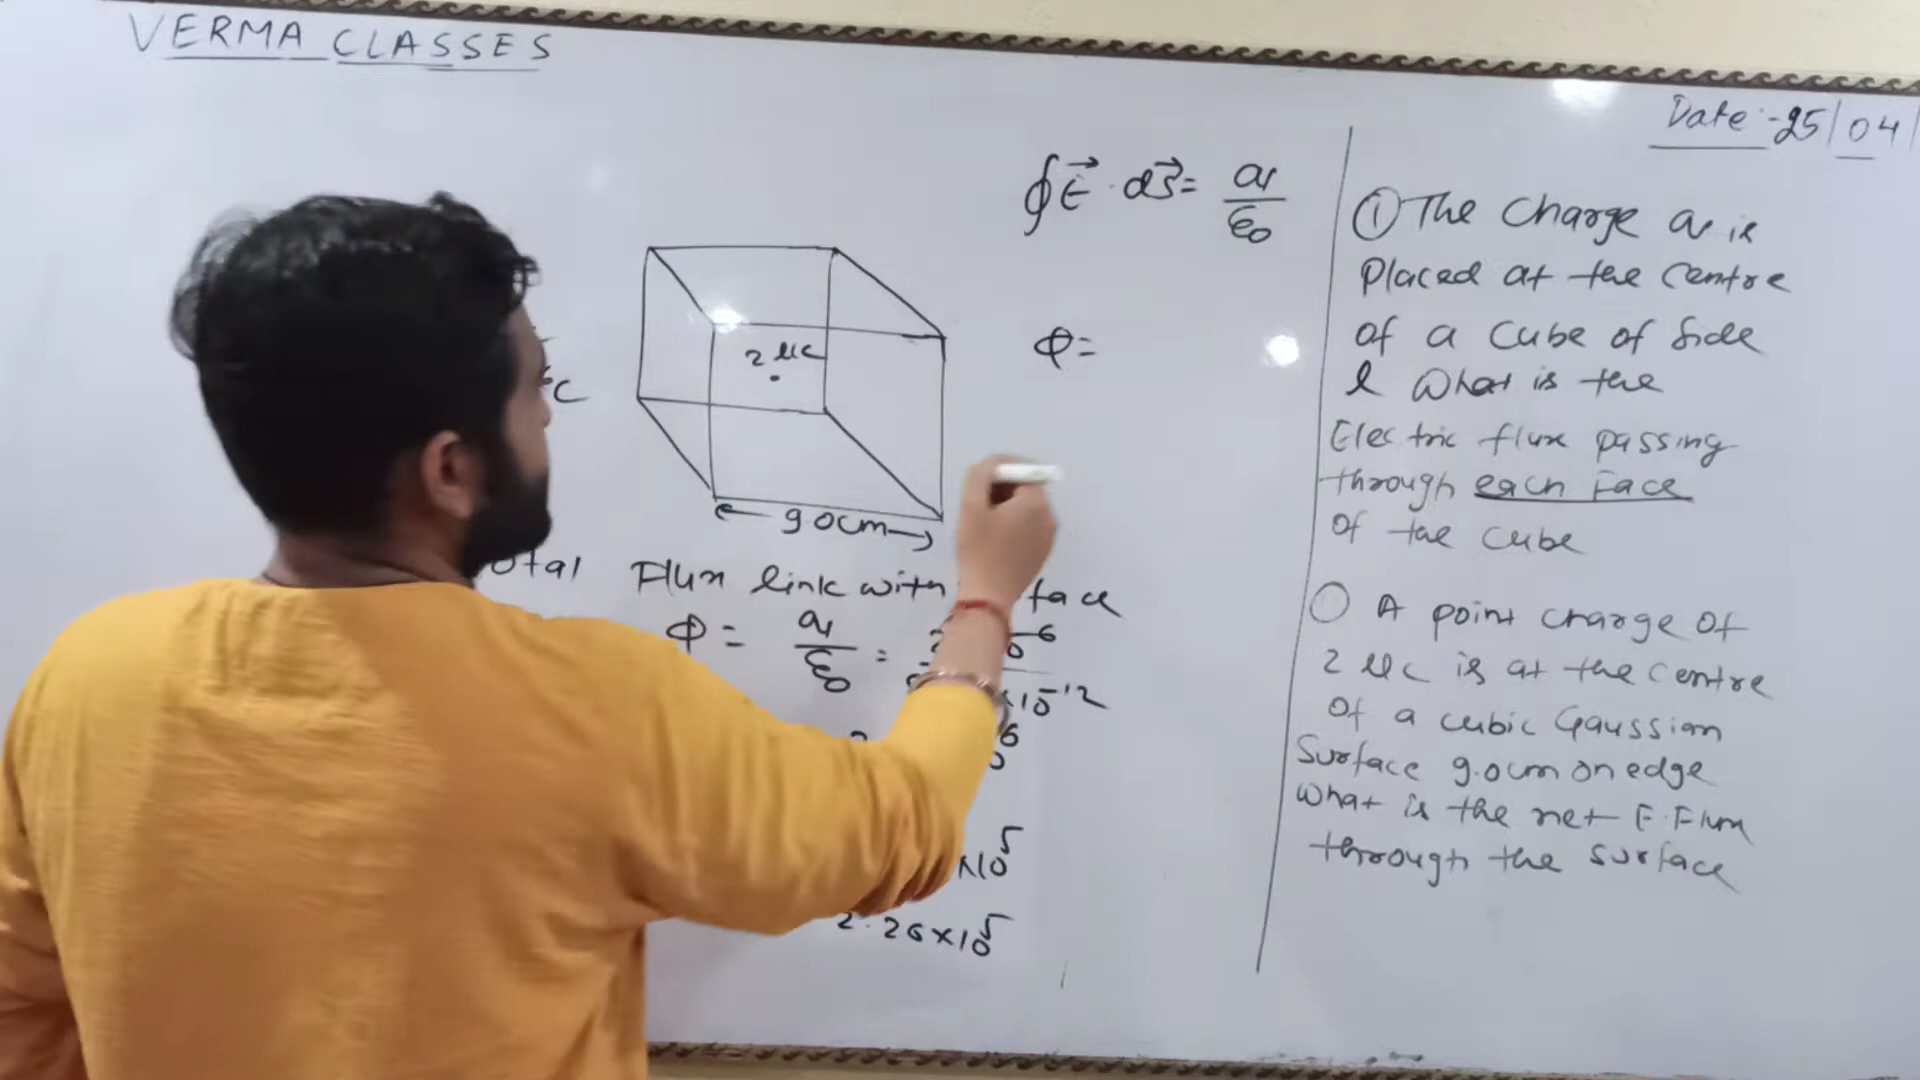 VERMA CLASSES
Date:-25/04/
∮E⃗·dS⃗ = q/ε0
2 μc
φ=
c
9.0cm
Flux link with
face
φ = q/ε0 =
×10^-12
×10^5
2.26×10^5
① The Charge q is
Placed at the Centre
of a Cube of Side
l What is the
Electric flux passing
through each Face
of the cube
A point charge of
2 μc is at the centre
of a cubic Gaussian
Surface 9.0cm on edge
What is the net E.Flux
through the surface